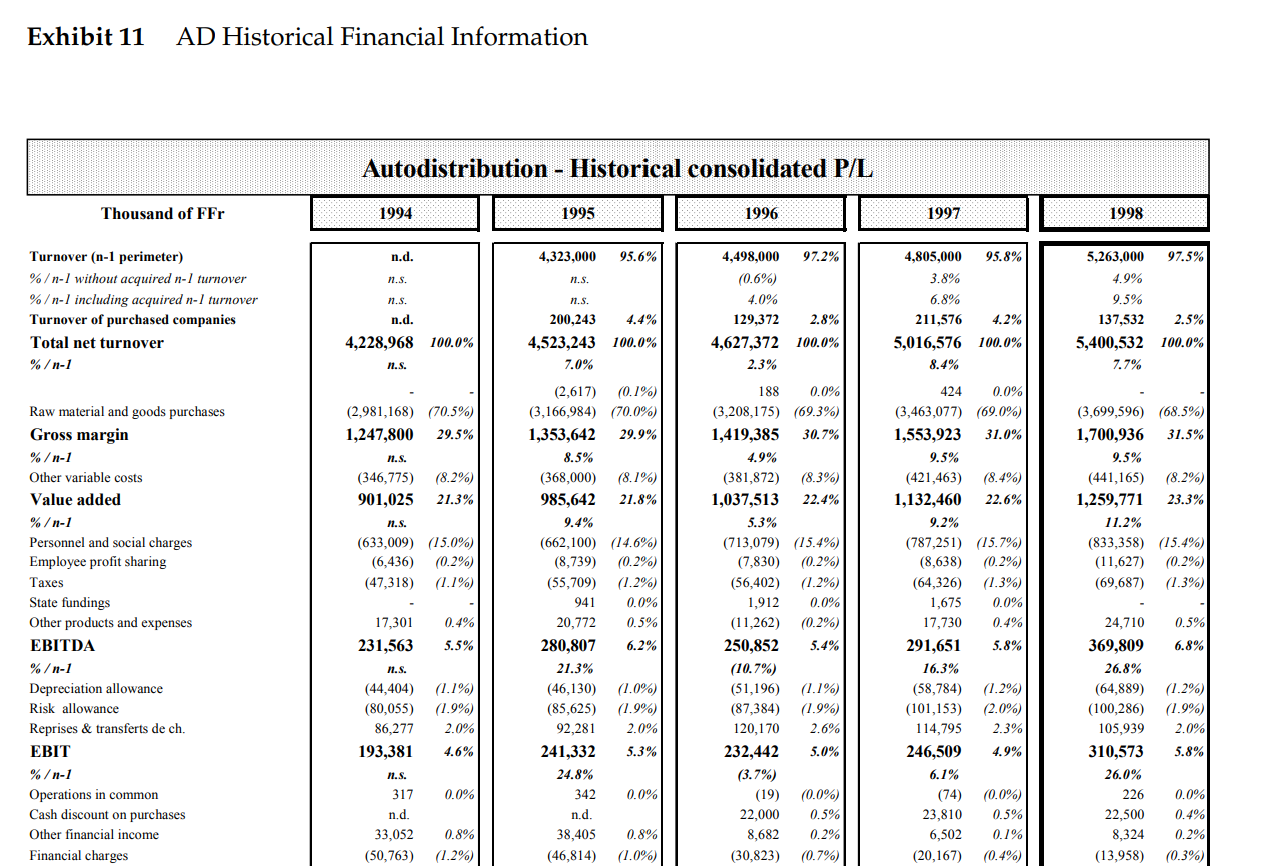 Exhibit 11 AD Historical Financial Information
Autodistribution - Historical consolidated P/L
Thousand of FFr 1994 1995 1996 1997 1998
Turnover (n-1 perimeter) n.d. 4,323,000 95.6% 4,498,000 97.2% 4,805,000 95.8% 5,263,000 97.5%
% / n-1 without acquired n-1 turnover n.s. n.s. (0.6%) 3.8% 4.9%
% / n-1 including acquired n-1 turnover n.s. n.s. 4.0% 6.8% 9.5%
Turnover of purchased companies n.d. 200,243 4.4% 129,372 2.8% 211,576 4.2% 137,532 2.5%
Total net turnover 4,228,968 100.0% 4,523,243 100.0% 4,627,372 100.0% 5,016,576 100.0% 5,400,532 100.0%
% / n-1 n.s. 7.0% 2.3% 8.4% 7.7%
- - (2,617) (0.1%) 188 0.0% 424 0.0% - -
Raw material and goods purchases (2,981,168) (70.5%) (3,166,984) (70.0%) (3,208,175) (69.3%) (3,463,077) (69.0%) (3,699,596) (68.5%)
Gross margin 1,247,800 29.5% 1,353,642 29.9% 1,419,385 30.7% 1,553,923 31.0% 1,700,936 31.5%
% / n-1 n.s. 8.5% 4.9% 9.5% 9.5%
Other variable costs (346,775) (8.2%) (368,000) (8.1%) (381,872) (8.3%) (421,463) (8.4%) (441,165) (8.2%)
Value added 901,025 21.3% 985,642 21.8% 1,037,513 22.4% 1,132,460 22.6% 1,259,771 23.3%
% / n-1 n.s. 9.4% 5.3% 9.2% 11.2%
Personnel and social charges (633,009) (15.0%) (662,100) (14.6%) (713,079) (15.4%) (787,251) (15.7%) (833,358) (15.4%)
Employee profit sharing (6,436) (0.2%) (8,739) (0.2%) (7,830) (0.2%) (8,638) (0.2%) (11,627) (0.2%)
Taxes (47,318) (1.1%) (55,709) (1.2%) (56,402) (1.2%) (64,326) (1.3%) (69,687) (1.3%)
State fundings - - 941 0.0% 1,912 0.0% 1,675 0.0% - -
Other products and expenses 17,301 0.4% 20,772 0.5% (11,262) (0.2%) 17,730 0.4% 24,710 0.5%
EBITDA 231,563 5.5% 280,807 6.2% 250,852 5.4% 291,651 5.8% 369,809 6.8%
% / n-1 n.s. 21.3% (10.7%) 16.3% 26.8%
Depreciation allowance (44,404) (1.1%) (46,130) (1.0%) (51,196) (1.1%) (58,784) (1.2%) (64,889) (1.2%)
Risk allowance (80,055) (1.9%) (85,625) (1.9%) (87,384) (1.9%) (101,153) (2.0%) (100,286) (1.9%)
Reprises & transferts de ch. 86,277 2.0% 92,281 2.0% 120,170 2.6% 114,795 2.3% 105,939 2.0%
EBIT 193,381 4.6% 241,332 5.3% 232,442 5.0% 246,509 4.9% 310,573 5.8%
% / n-1 n.s. 24.8% (3.7%) 6.1% 26.0%
Operations in common 317 0.0% 342 0.0% (19) (0.0%) (74) (0.0%) 226 0.0%
Cash discount on purchases n.d. n.d. 22,000 0.5% 23,810 0.5% 22,500 0.4%
Other financial income 33,052 0.8% 38,405 0.8% 8,682 0.2% 6,502 0.1% 8,324 0.2%
Financial charges (50,763) (1.2%) (46,814) (1.0%) (30,823) (0.7%) (20,167) (0.4%) (13,958) (0.3%)